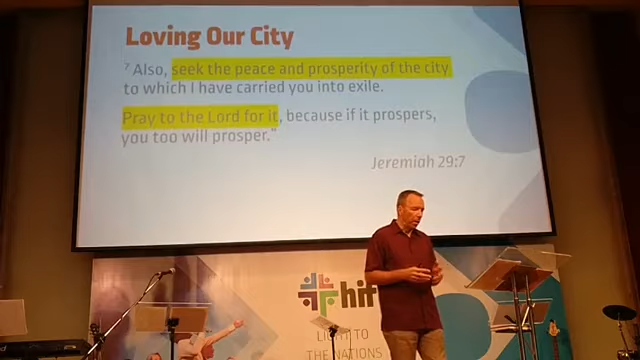 Loving Our City
7 Also, seek the peace and prosperity of the city
to which I have carried you into exile.
Pray to the Lord for it, because if it prospers,
you too will prosper."
Jeremiah 29:7
hif
LIGHT TO
THE NATIONS